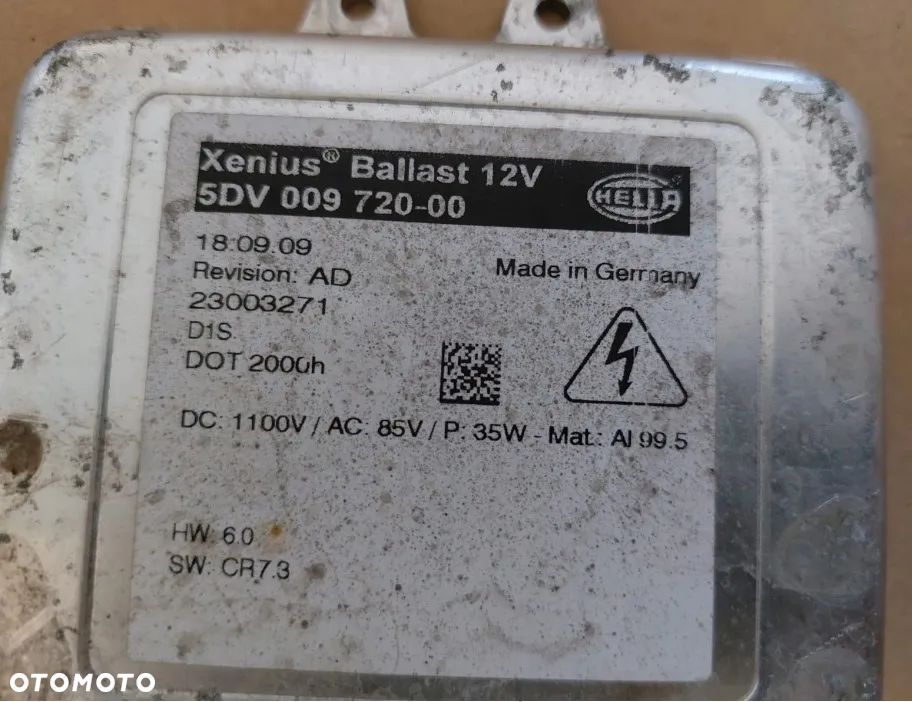 Xenius® Ballast 12V
5DV 009 720-00
HELLA
18.09.09
Revision: AD
Made in Germany
23003271
D1S
DOT 2000h
DC: 1100V / AC: 85V / P: 35W - Mat.: Al 99.5
HW: 6.0
SW: CR7.3
OTOMOTO